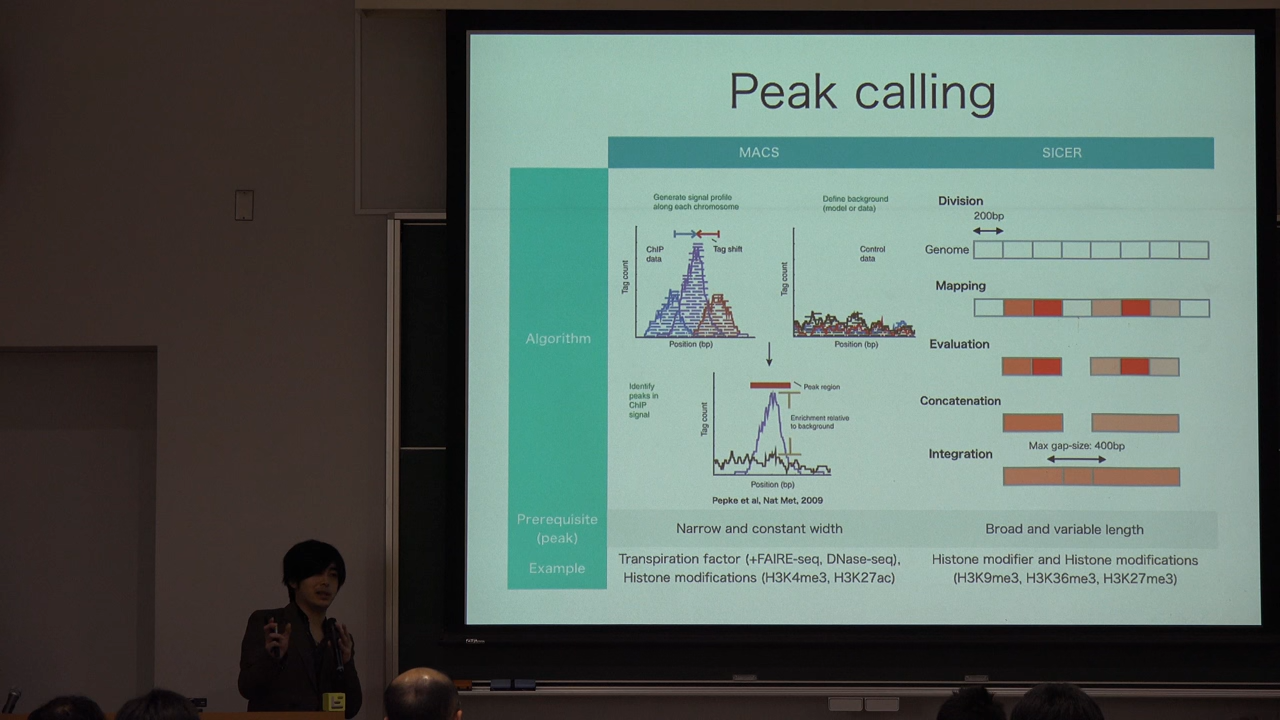 Peak calling
MACS
SICER
Algorithm
Generate signal profile
along each chromosome
ChIP
data
Tag shift
Tag count
Position (bp)
Define background
(model or data)
Control
data
Tag count
Position (bp)
Identify
peaks in
ChIP
signal
Peak region
Enrichment relative
to background
Tag count
Position (bp)
Pepke et al, Nat Met, 2009
Division
200bp
Genome
Mapping
Evaluation
Concatenation
Max gap-size: 400bp
Integration
Prerequisite
(peak)
Narrow and constant width
Broad and variable length
Example
Transpiration factor (+FAIRE-seq, DNase-seq),
Histone modifications (H3K4me3, H3K27ac)
Histone modifier and Histone modifications
(H3K9me3, H3K36me3, H3K27me3)